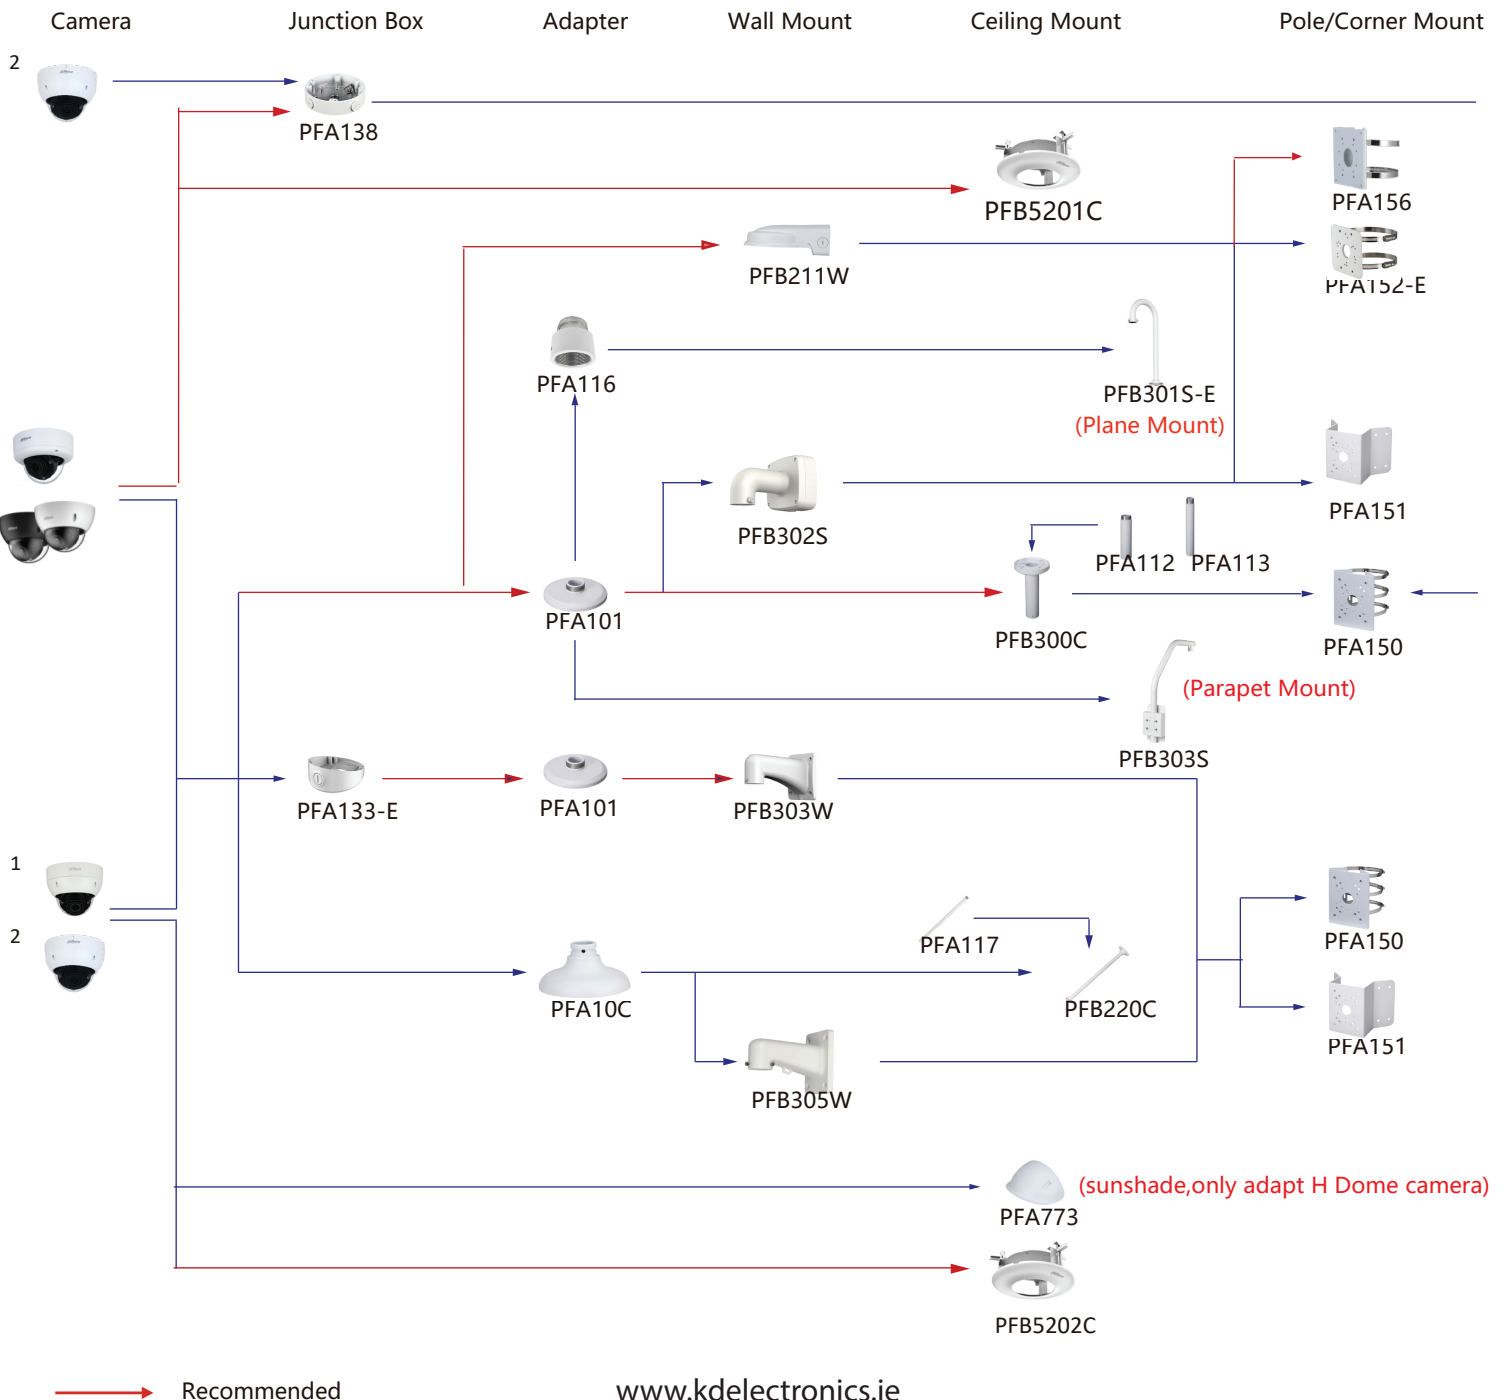 Camera Junction Box Adapter Wall Mount Ceiling Mount Pole/Corner Mount
2
PFA138
PFB5201C
PFA156
PFB211W
PFA152-E
PFA116
PFB301S-E
(Plane Mount)
PFB302S
PFA151
PFA112 PFA113
PFA101
PFB300C
PFA150
(Parapet Mount)
PFB303S
PFA133-E
PFA101
PFB303W
1
2
PFA117
PFA150
PFA10C
PFB220C
PFA151
PFB305W
(sunshade,only adapt H Dome camera)
PFA773
PFB5202C
Recommended
www.kdelectronics.ie